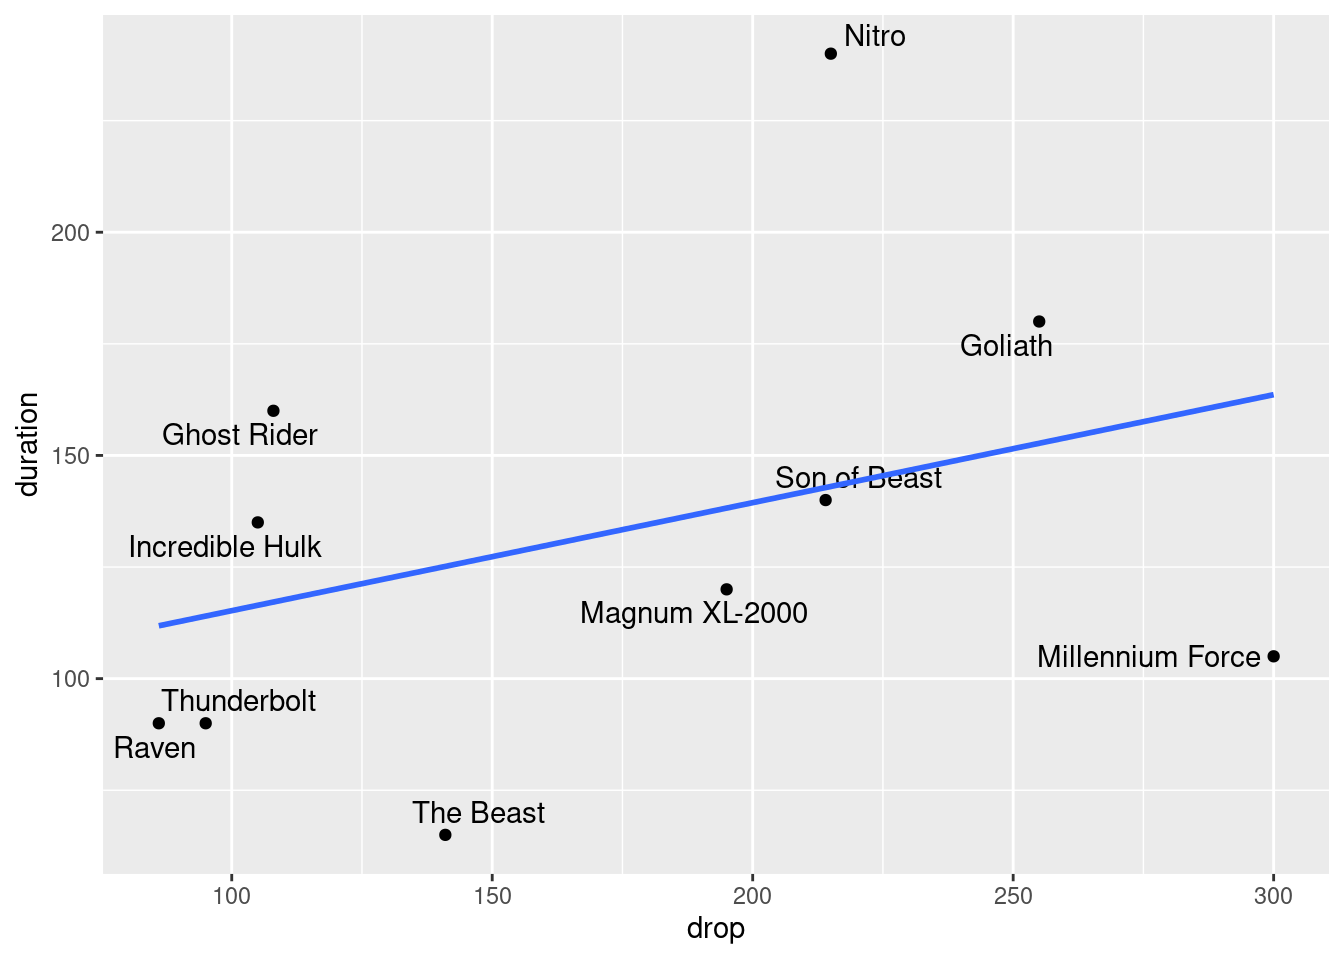 Nitro
200
Goliath
Ghost Rider
150
Son of Beast
Incredible Hulk
Magnum XL-2000
Millennium Force
100
Thunderbolt
Raven
The Beast
duration
100
150
200
250
300
drop